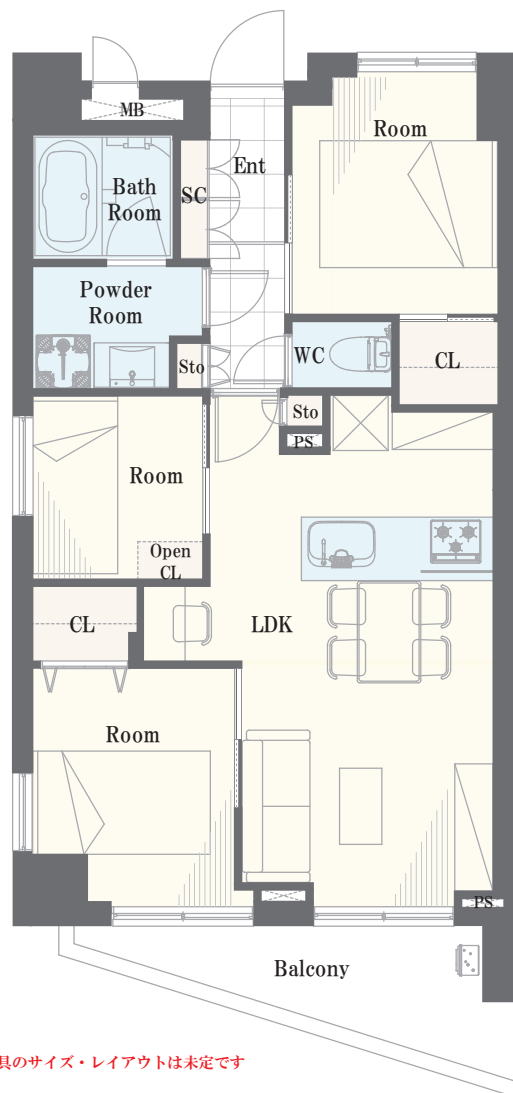 MB
Room
Ent
Bath
Room
SC
Powder
Room
WC
CL
Sto
Sto
PS
Room
Open
CL
CL
LDK
Room
PS
Balcony
具のサイズ・レイアウトは未定です